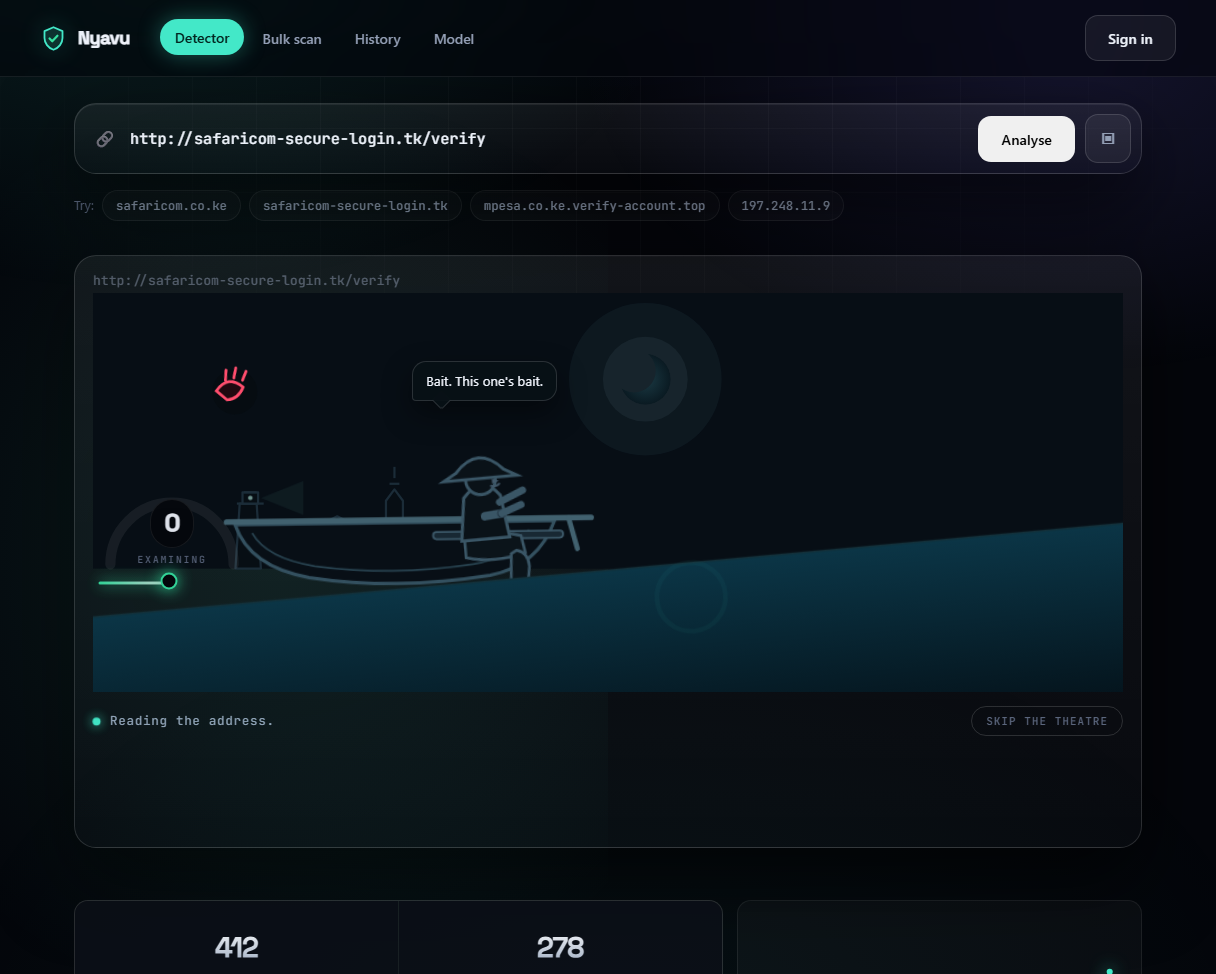 Nyavu
Detector
Bulk scan
History
Model
Sign in
http://safaricom-secure-login.tk/verify
Analyse
Try:
safaricom.co.ke
safaricom-secure-login.tk
mpesa.co.ke.verify-account.top
197.248.11.9
http://safaricom-secure-login.tk/verify
Bait. This one's bait.
0
EXAMINING
Reading the address.
SKIP THE THEATRE
412
278